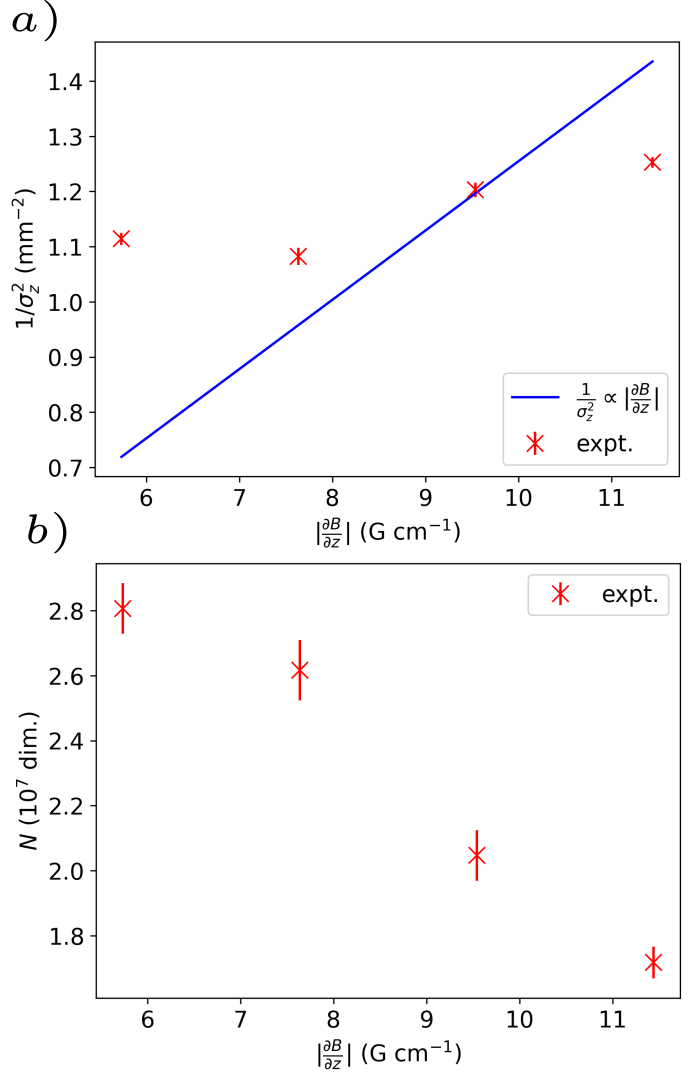 a)
1.4
1.3
1.2
1.1
1.0
0.9
0.8
0.7
1/σ_z^2 (mm^−2)
1/σ_z^2 ∝ |∂B/∂z|
expt.
6 7 8 9 10 11
|∂B/∂z| (G cm^−1)
b)
expt.
2.8
2.6
2.4
2.2
2.0
1.8
N (10^7 dim.)
6 7 8 9 10 11
|∂B/∂z| (G cm^−1)